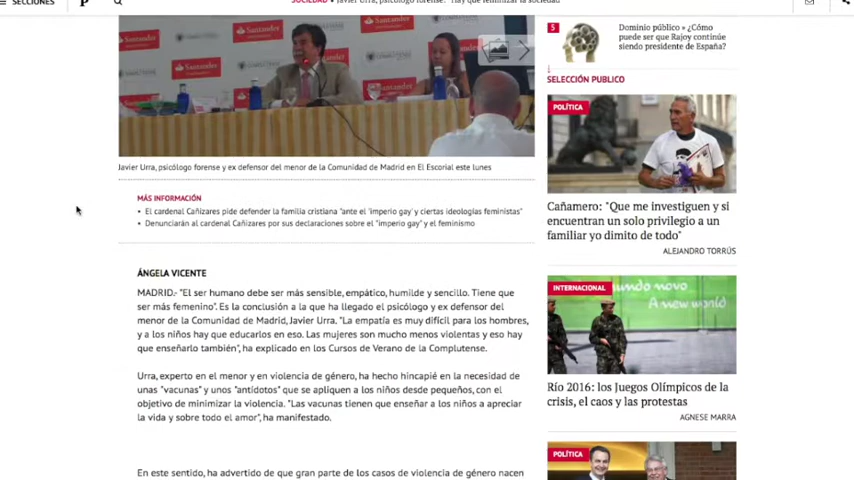 SECCIONES
P
SOCIEDAD • Javier Urra, psicólogo forense: "Hay que feminizar la sociedad"
Santander
Santander
Santander
Santander
Santander
Santander
COMPLUTENSE
Javier Urra, psicólogo forense y ex defensor del menor de la Comunidad de Madrid en El Escorial este lunes
MÁS INFORMACIÓN
• El cardenal Cañizares pide defender la familia cristiana "ante el 'imperio gay' y ciertas ideologías feministas"
• Denunciarán al cardenal Cañizares por sus declaraciones sobre el "imperio gay" y el feminismo
ÁNGELA VICENTE
MADRID.- "El ser humano debe ser más sensible, empático, humilde y sencillo. Tiene que
ser más femenino". Es la conclusión a la que ha llegado el psicólogo y ex defensor del
menor de la Comunidad de Madrid, Javier Urra. "La empatía es muy difícil para los hombres,
y a los niños hay que educarlos en eso. Las mujeres son mucho menos violentas y eso hay
que enseñarlo también", ha explicado en los Cursos de Verano de la Complutense.
Urra, experto en el menor y en violencia de género, ha hecho hincapié en la necesidad de
unas "vacunas" y unos "antídotos" que se apliquen a los niños desde pequeños, con el
objetivo de minimizar la violencia. "Las vacunas tienen que enseñar a los niños a apreciar
la vida y sobre todo el amor", ha manifestado.
En este sentido, ha advertido de que gran parte de los casos de violencia de género nacen
5
Dominio público » ¿Cómo
puede ser que Rajoy continúe
siendo presidente de España?
SELECCIÓN PUBLICO
POLÍTICA
Cañamero: "Que me investiguen y si
encuentran un solo privilegio a un
familiar yo dimito de todo"
ALEJANDRO TORRÚS
INTERNACIONAL
undo novo
A new world
Río 2016: los Juegos Olímpicos de la
crisis, el caos y las protestas
AGNESE MARRA
POLÍTICA